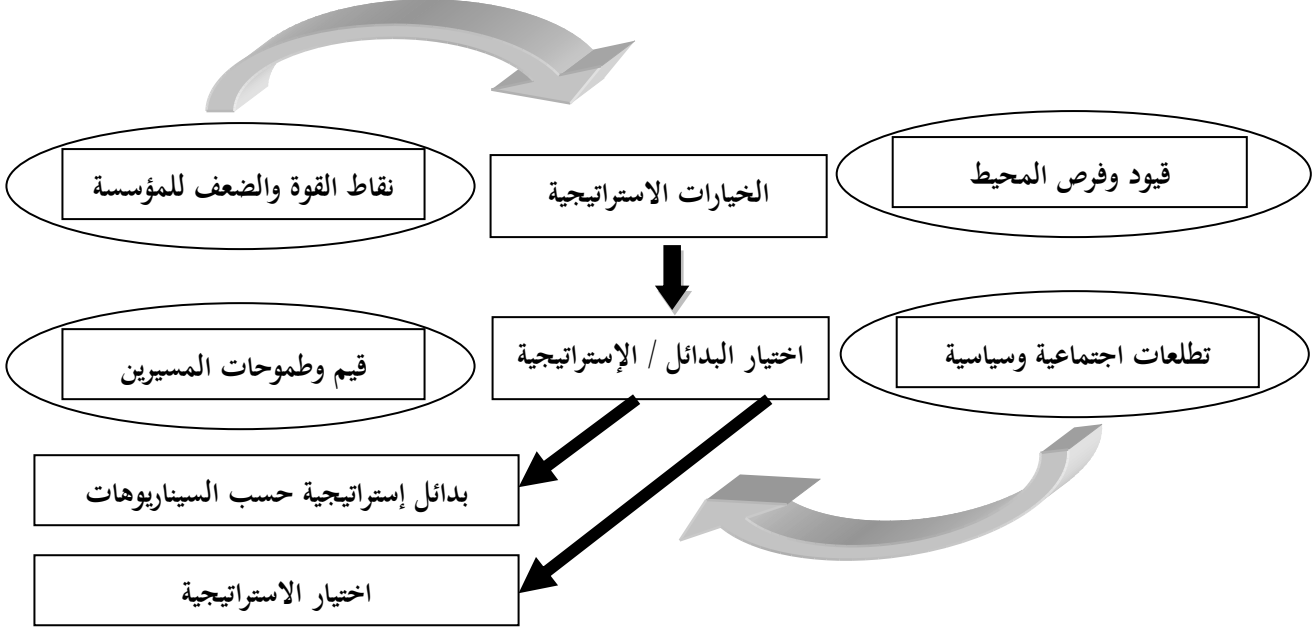 قيود وفرص المحيط
الخيارات الاستراتيجية
نقاط القوة والضعف للمؤسسة
تطلعات اجتماعية وسياسية
اختيار البدائل / الإستراتيجية
قيم وطموحات المسيرين
بدائل إستراتيجية حسب السيناريوهات
اختيار الاستراتيجية